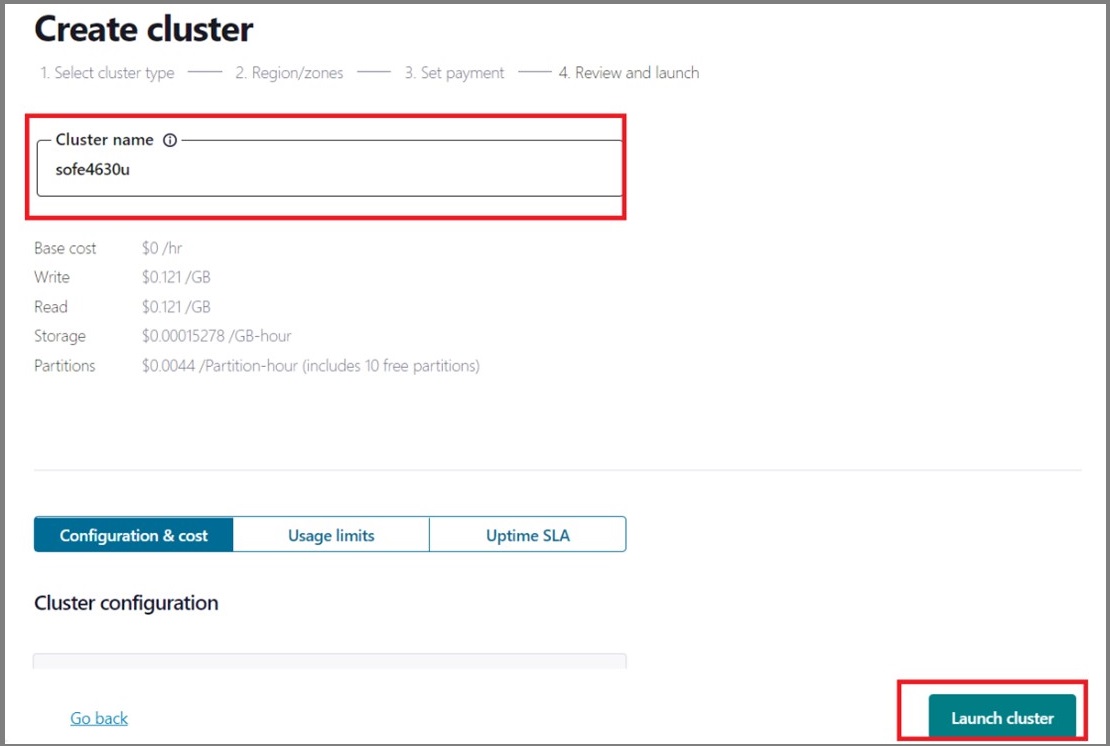 Create cluster
1. Select cluster type 2. Region/zones 3. Set payment 4. Review and launch
Cluster name
sofe4630u
Base cost $0 /hr
Write $0.121 /GB
Read $0.121 /GB
Storage $0.00015278 /GB-hour
Partitions $0.0044 /Partition-hour (includes 10 free partitions)
Configuration & cost Usage limits Uptime SLA
Cluster configuration
Go back Launch cluster